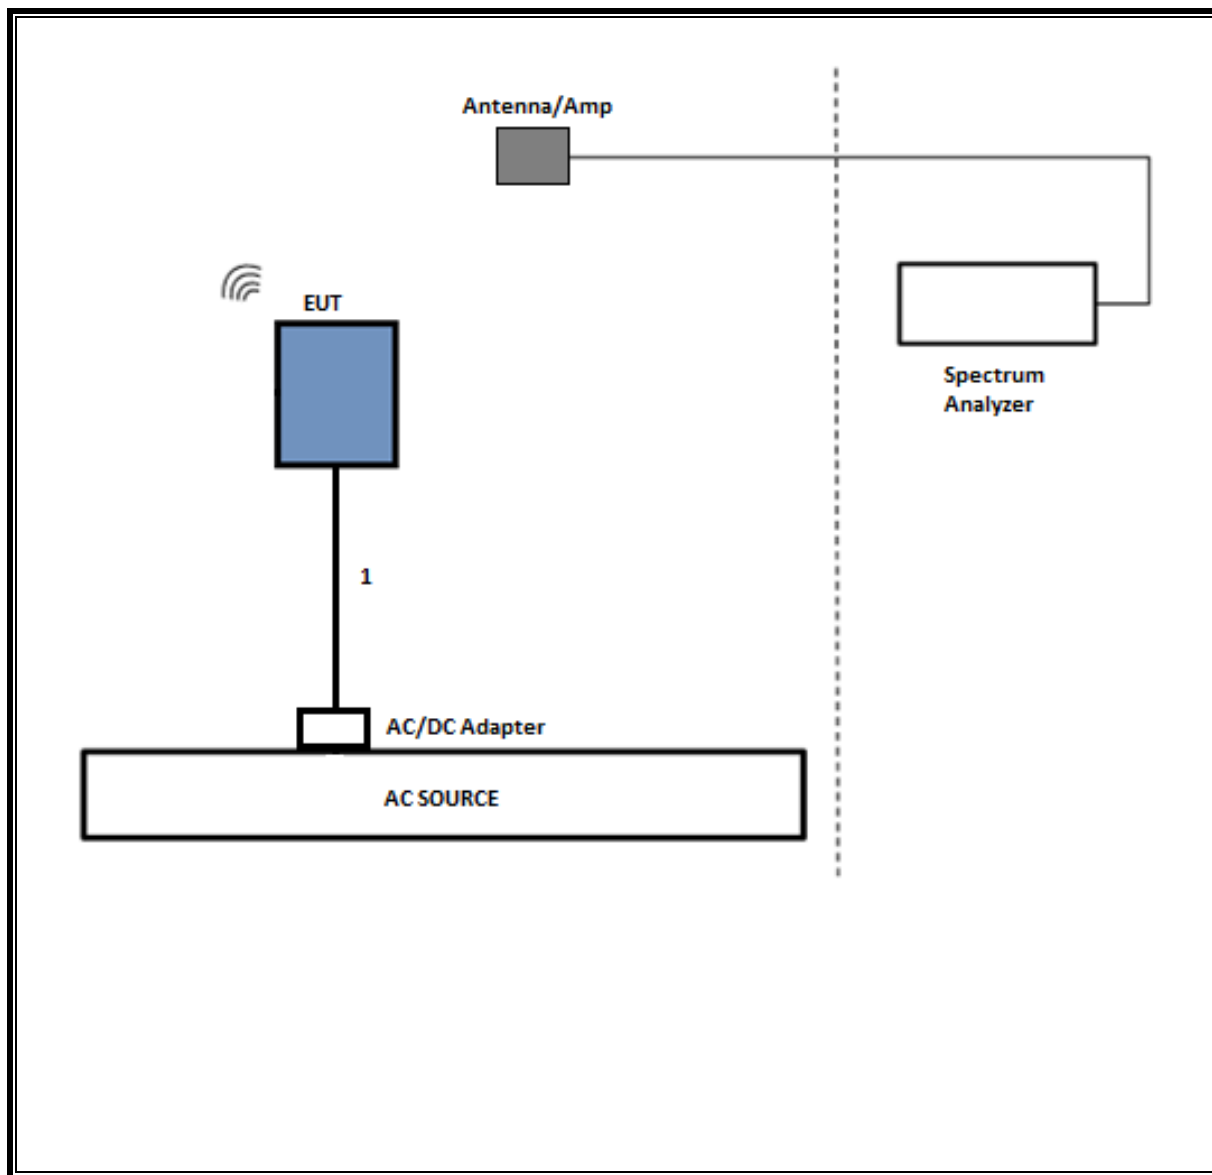 Antenna/Amp
EUT
Spectrum
Analyzer
1
AC/DC Adapter
AC SOURCE